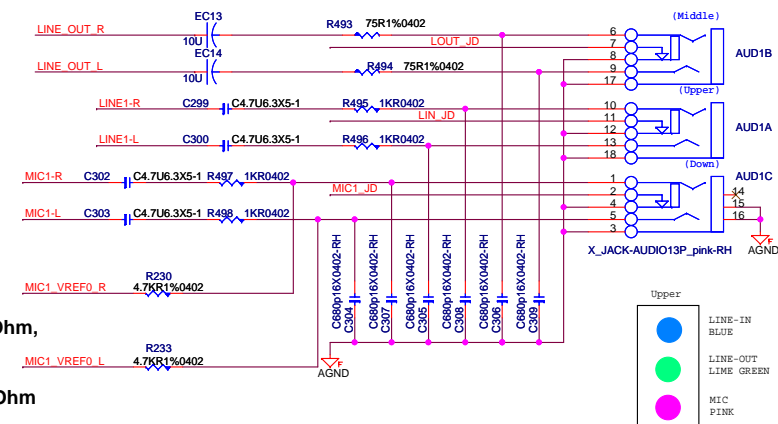 EC13
(Middle)
LINE_OUT_R
R493 75R1%0402
10U
6
LOUT_JD
7
EC14
8
AUD1B
LINE_OUT_L
R494 75R1%0402
9
10U
17
(Upper)
LINE1-R C299 C4.7U6.3X5-1 R495 1KR0402
10
LIN_JD
11
AUD1A
12
LINE1-L C300 C4.7U6.3X5-1 R496 1KR0402
13
18
(Down)
MIC1-R C302 C4.7U6.3X5-1 R497 1KR0402
1
AUD1C
MIC1_JD
2
14
4
15
MIC1-L C303 C4.7U6.3X5-1 R498 1KR0402
5
16
3
X_JACK-AUDIO13P_pink-RH
AGND
C680p16X0402-RH
C304
C680p16X0402-RH
C307
C680p16X0402-RH
C305
C680p16X0402-RH
C308
C680p16X0402-RH
C306
C680p16X0402-RH
C309
R230
MIC1_VREF0_R 4.7KR1%0402
Ohm,
R233
MIC1_VREF0_L 4.7KR1%0402
F
AGND
Ohm
Upper
LINE-IN
BLUE
LINE-OUT
LIME GREEN
MIC
PINK